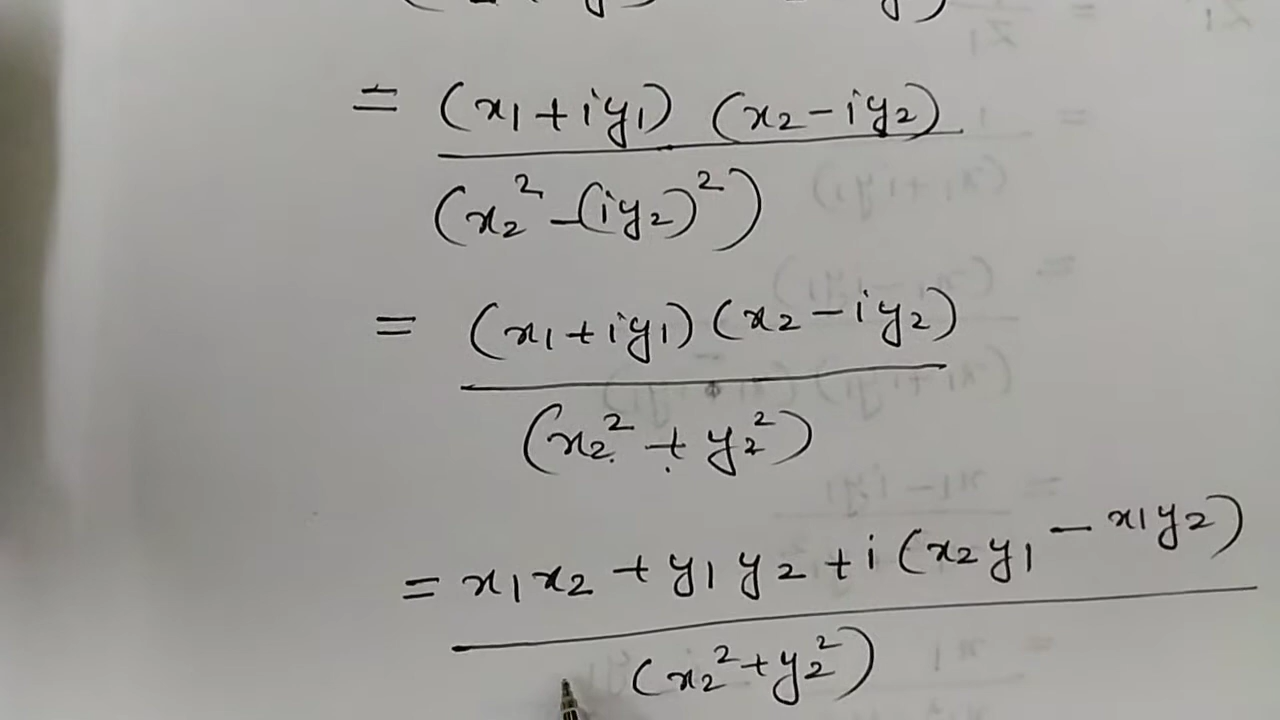 = (x₁ + iy₁) (x₂ - iy₂)
(x₂² - (iy₂)²)
= (x₁ + iy₁) (x₂ - iy₂)
(x₂² + y₂²)
= x₁x₂ + y₁y₂ + i (x₂y₁ - x₁y₂)
(x₂² + y₂²)